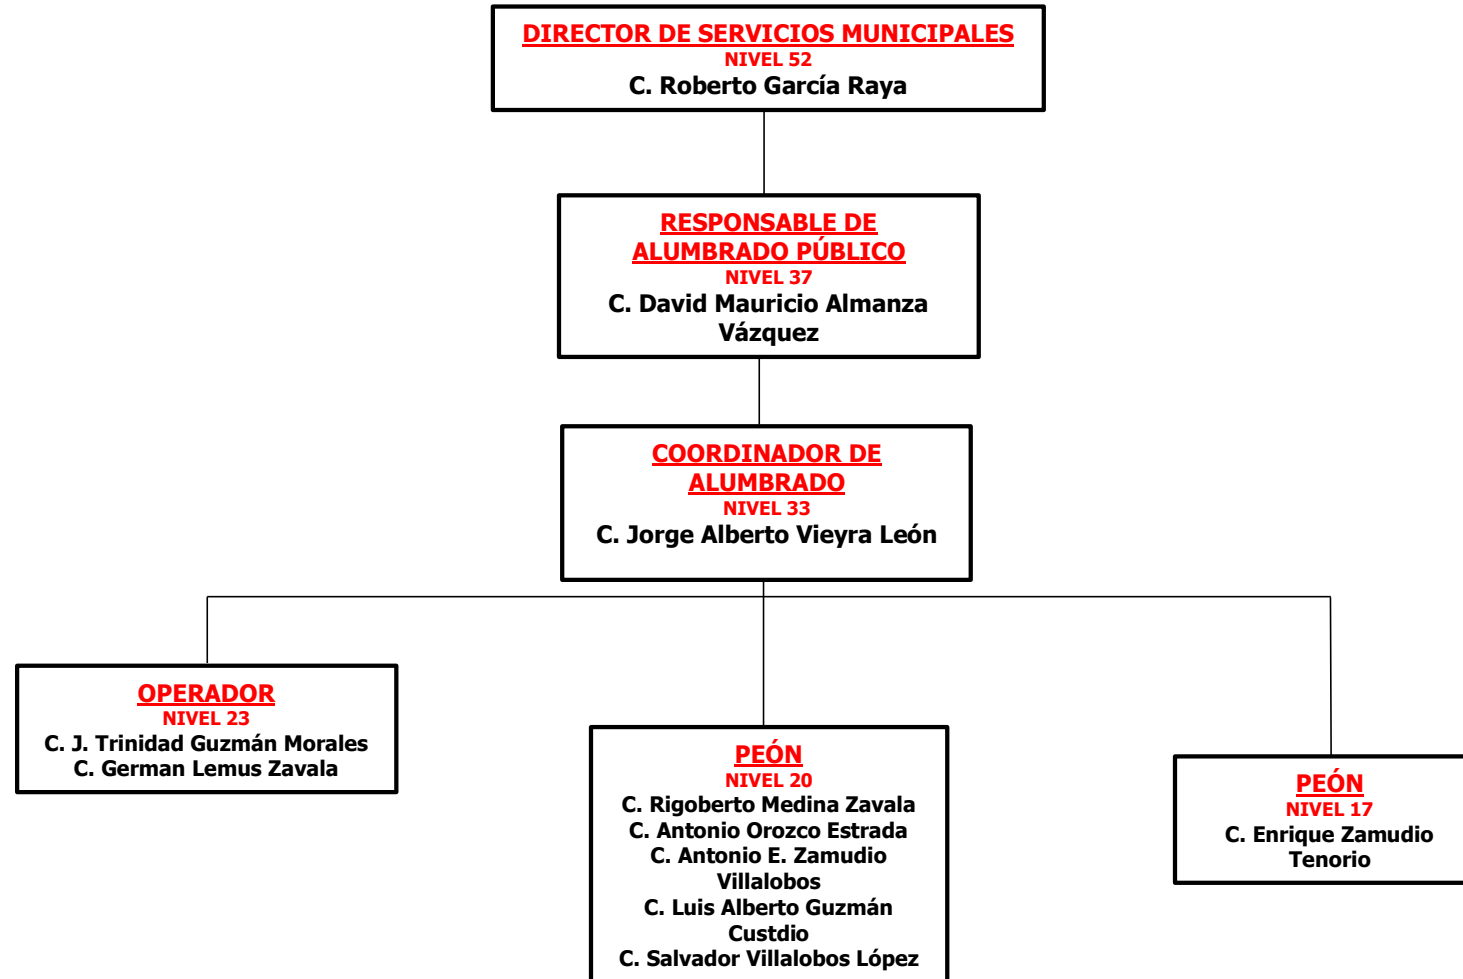 DIRECTOR DE SERVICIOS MUNICIPALES
NIVEL 52
C. Roberto García Raya
RESPONSABLE DE
ALUMBRADO PÚBLICO
NIVEL 37
C. David Mauricio Almanza
Vázquez
COORDINADOR DE
ALUMBRADO
NIVEL 33
C. Jorge Alberto Vieyra León
OPERADOR
NIVEL 23
C. J. Trinidad Guzmán Morales
C. German Lemus Zavala
PEÓN
NIVEL 20
C. Rigoberto Medina Zavala
C. Antonio Orozco Estrada
C. Antonio E. Zamudio
Villalobos
C. Luis Alberto Guzmán
Custdio
C. Salvador Villalobos López
PEÓN
NIVEL 17
C. Enrique Zamudio
Tenorio